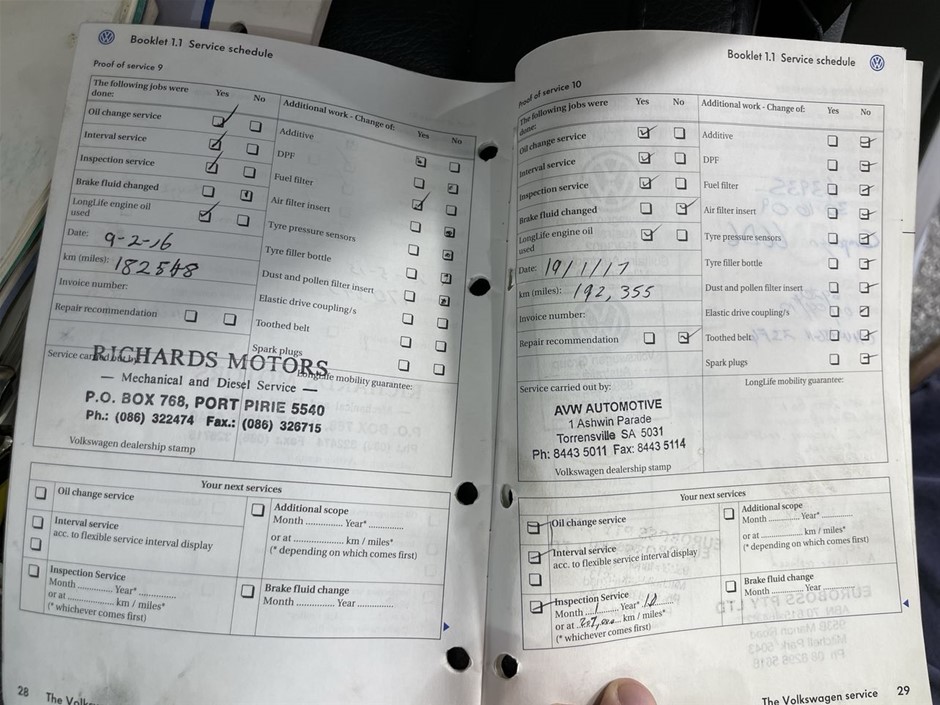 Booklet 1.1 Service schedule
Proof of service 9
The following jobs were done:
Yes
No
Oil change service
Interval service
Inspection service
Brake fluid changed
LongLife engine oil used
Date: 9-2-16
km (miles): 182548
Invoice number:
Repair recommendation
Additional work - Change of:
Yes
No
Additive
DPF
Fuel filter
Air filter insert
Tyre pressure sensors
Tyre filler bottle
Dust and pollen filter insert
Elastic drive coupling/s
Toothed belt
Spark plugs
Service carried out by:
LongLife mobility guarantee:
RICHARDS MOTORS
— Mechanical and Diesel Service —
P.O. BOX 768, PORT PIRIE 5540
Ph.: (086) 322474 Fax.: (086) 326715
Volkswagen dealership stamp
Your next services
Oil change service
Interval service
acc. to flexible service interval display
Inspection Service
Month ............ Year* ............
or at ............ km / miles*
(* whichever comes first)
Additional scope
Month ............ Year* ............
or at ............ km / miles*
(* depending on which comes first)
Brake fluid change
Month ............ Year ............
28
The
Booklet 1.1 Service schedule
Proof of service 10
The following jobs were done:
Yes
No
Oil change service
Interval service
Inspection service
Brake fluid changed
LongLife engine oil used
Date: 19/1/17
km (miles): 192,355
Invoice number:
Repair recommendation
Additional work - Change of:
Yes
No
Additive
DPF
Fuel filter
Air filter insert
Tyre pressure sensors
Tyre filler bottle
Dust and pollen filter insert
Elastic drive coupling/s
Toothed belt
Spark plugs
Service carried out by:
LongLife mobility guarantee:
AVW AUTOMOTIVE
1 Ashwin Parade
Torrensville SA 5031
Ph: 8443 5011 Fax: 8443 5114
Volkswagen dealership stamp
Your next services
Oil change service
Interval service
acc. to flexible service interval display
Inspection Service
Month 1 Year*
or at km / miles*
(* whichever comes first)
Additional scope
Month ............ Year* ............
or at ............ km / miles*
(* depending on which comes first)
Brake fluid change
Month ............ Year ............
The Volkswagen service 29